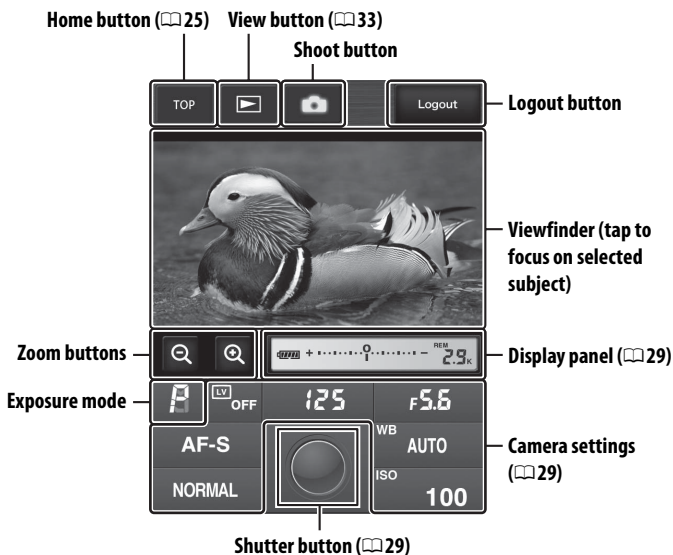 Home button (25)
View button (33)
Shoot button
TOP
Logout
Logout button
Viewfinder (tap to
focus on selected
subject)
Zoom buttons
+ 0 −
REM
2.9K
Display panel (29)
Exposure mode
P
LV OFF
125
F5.6
AF-S
WB
AUTO
Camera settings
(29)
NORMAL
ISO
100
Shutter button (29)